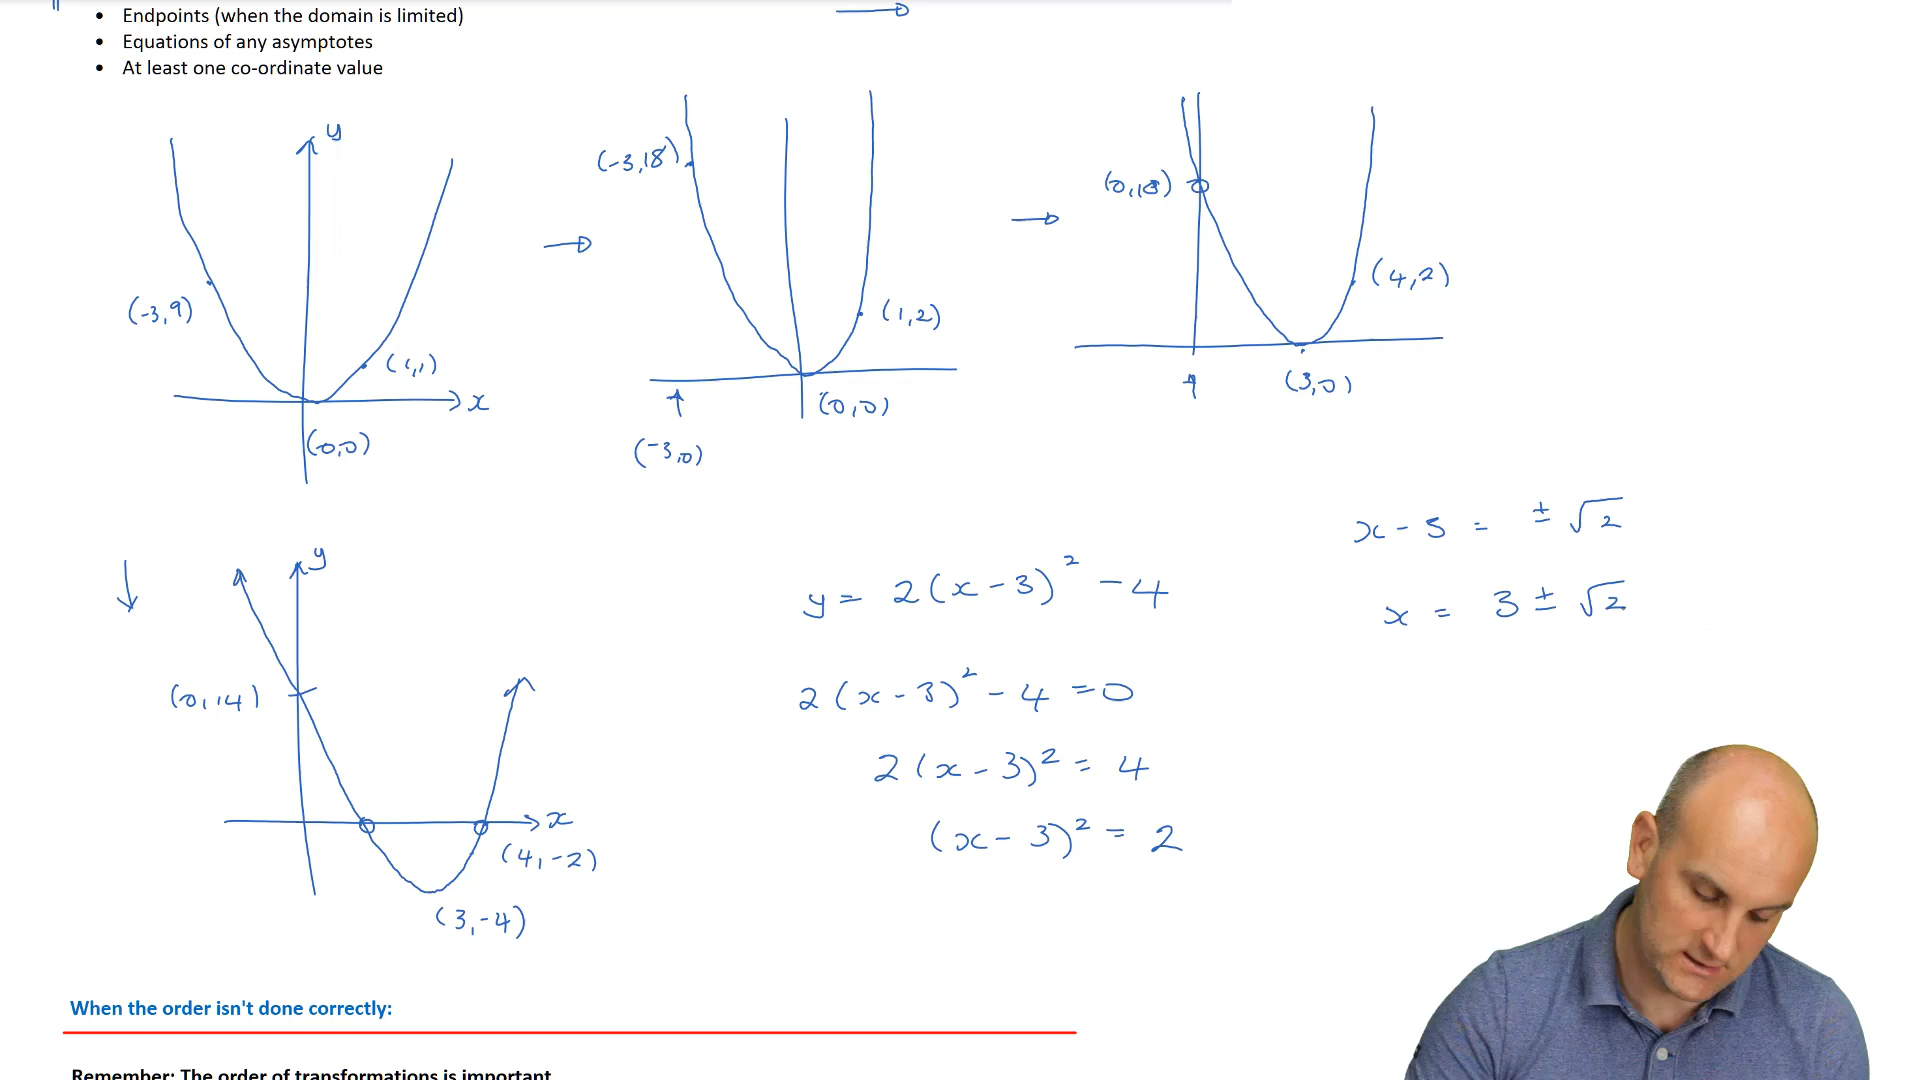 • Endpoints (when the domain is limited)
• Equations of any asymptotes
• At least one co-ordinate value
y
(-3,9)
(1,1)
x
(0,0)
(-3,18)
(1,2)
(0,0)
(-3,0)
(0,18)
(4,2)
(3,0)
y
(0,14)
x
(4,-2)
(3,-4)
y = 2(x-3)² -4
2(x-3)² - 4 = 0
2(x-3)² = 4
(x-3)² = 2
x - 3 = ± √2
x = 3 ± √2
When the order isn't done correctly:
Remember: The order of transformations is important